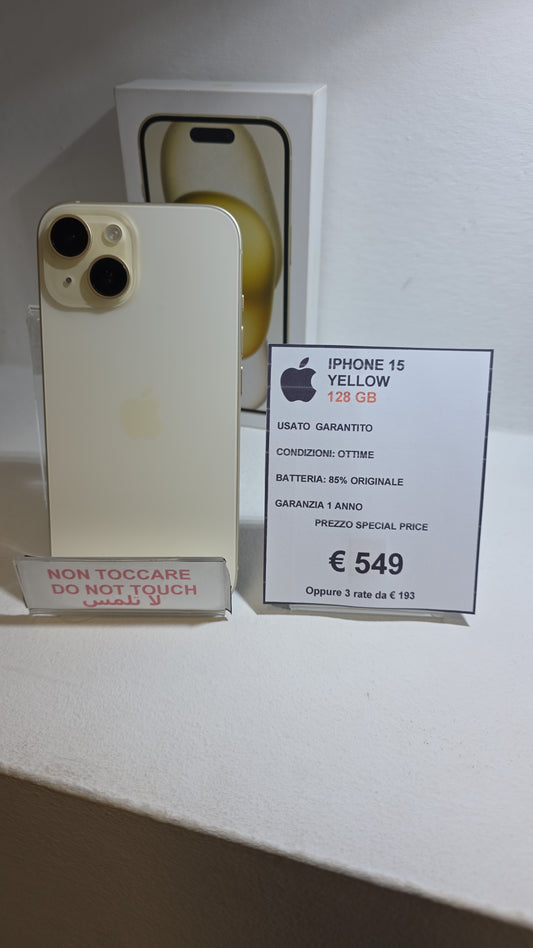 IPHONE 15
YELLOW
128 GB
USATO GARANTITO
CONDIZIONI: OTTIME
BATTERIA: 85% ORIGINALE
GARANZIA 1 ANNO
PREZZO SPECIAL PRICE
€ 549
Oppure 3 rate da € 193
NON TOCCARE
DO NOT TOUCH
لا تلمس